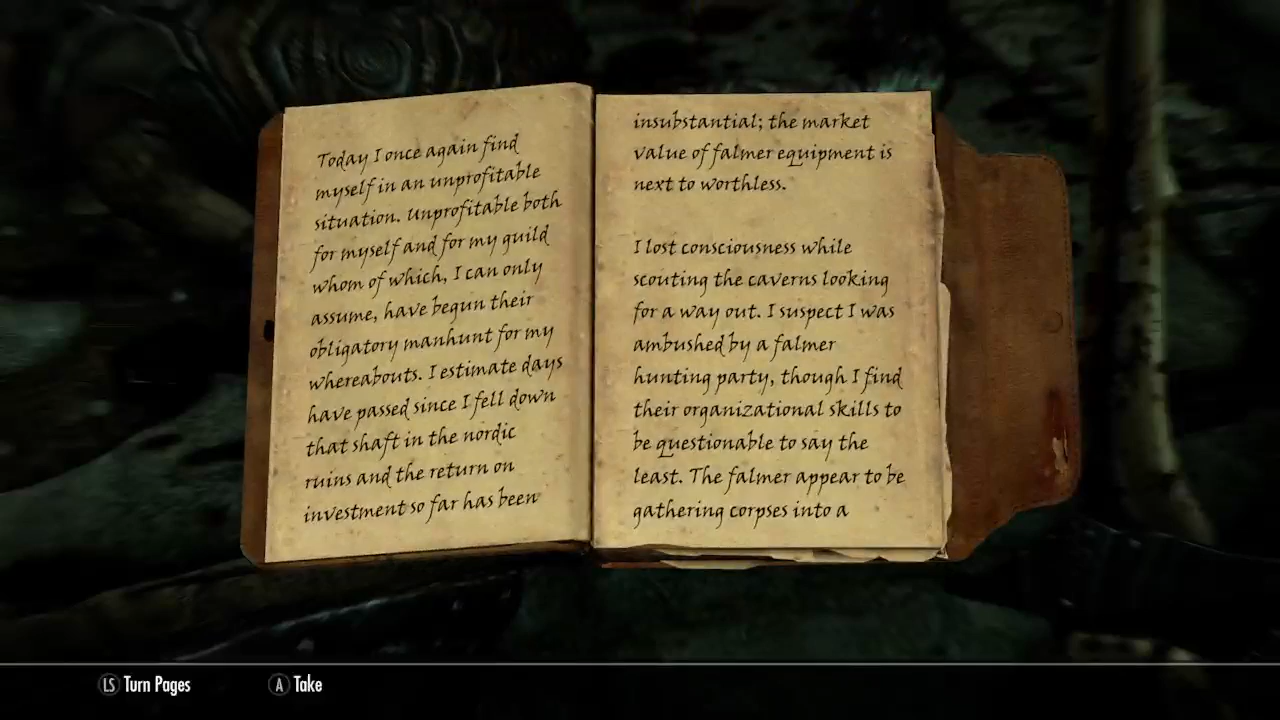 Today I once again find
myself in an unprofitable
situation. Unprofitable both
for myself and for my guild
whom of which, I can only
assume, have begun their
obligatory manhunt for my
whereabouts. I estimate days
have passed since I fell down
that shaft in the nordic
ruins and the return on
investment so far has been
insubstantial; the market
value of falmer equipment is
next to worthless.
I lost consciousness while
scouting the caverns looking
for a way out. I suspect I was
ambushed by a falmer
hunting party, though I find
their organizational skills to
be questionable to say the
least. The falmer appear to be
gathering corpses into a
LS Turn Pages
A Take